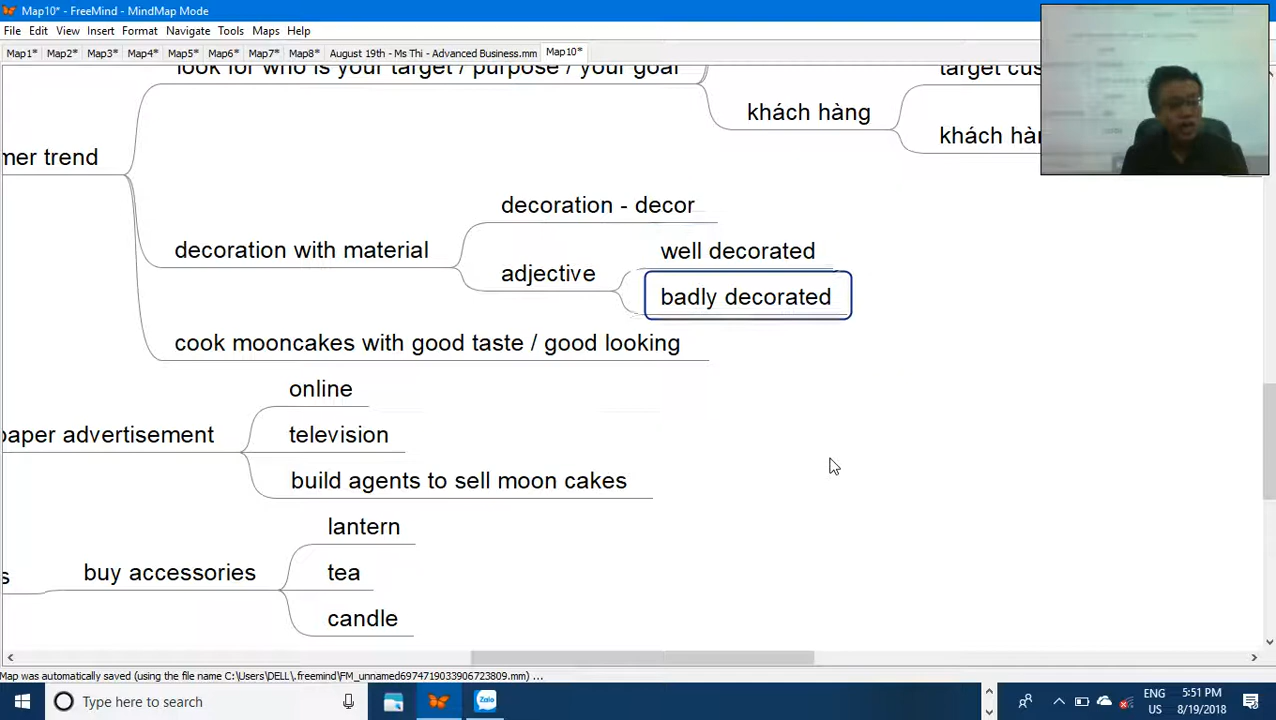 Map10* - FreeMind - MindMap Mode
File Edit View Insert Format Navigate Tools Maps Help
Map1* Map2* Map3* Map4* Map5* Map6* Map7* Map8* August 19th - Ms Thi - Advanced Business.mm Map10*
look for who is your target / purpose / your goal
target cus
khách hàng
khách hàn
mer trend
decoration - decor
decoration with material
well decorated
adjective
badly decorated
cook mooncakes with good taste / good looking
online
paper advertisement
television
build agents to sell moon cakes
lantern
s
buy accessories
tea
candle
Map was automatically saved (using the file name C:\Users\DELL\.freemind\FM_unnamed6974719033906723809.mm) ...
Type here to search
Zalo
ENG
US
5:51 PM
8/19/2018